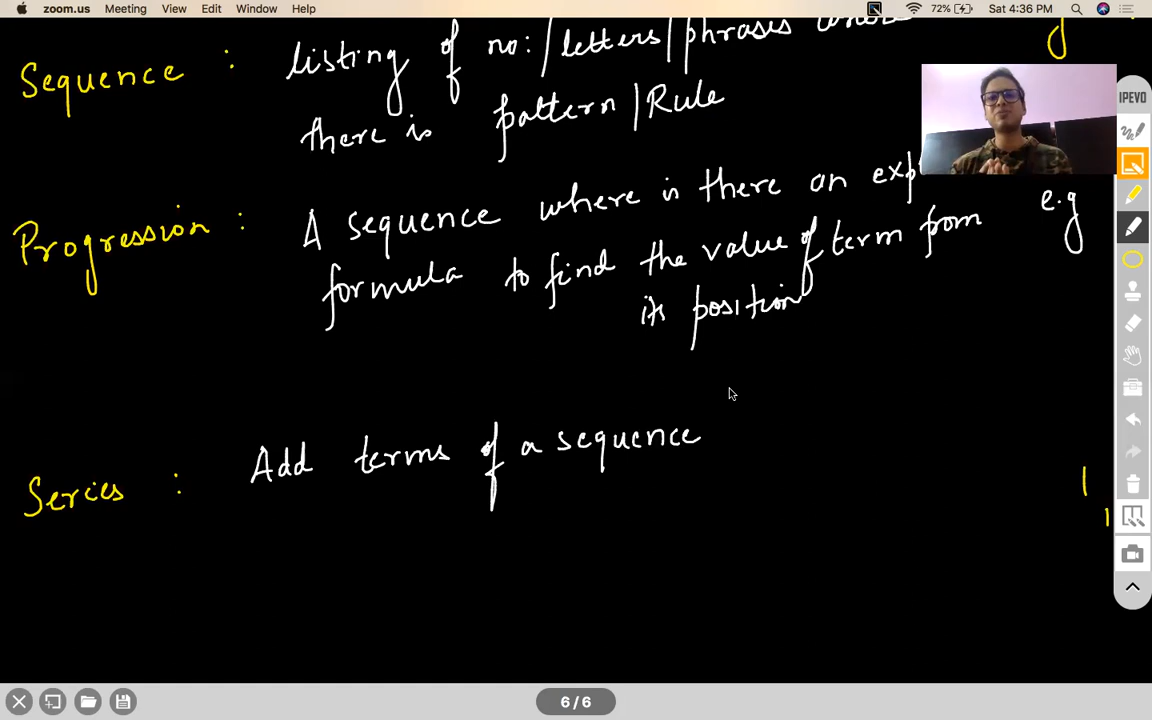 zoom.us Meeting View Edit Window Help 72% Sat 4:36 PM
Sequence : listing of no:/letters/phrases where
there is pattern/Rule
IPEVO
Progression : A sequence where is there an exp
formula to find the value of term from e.g
its position
Series : Add terms of a sequence
6/6